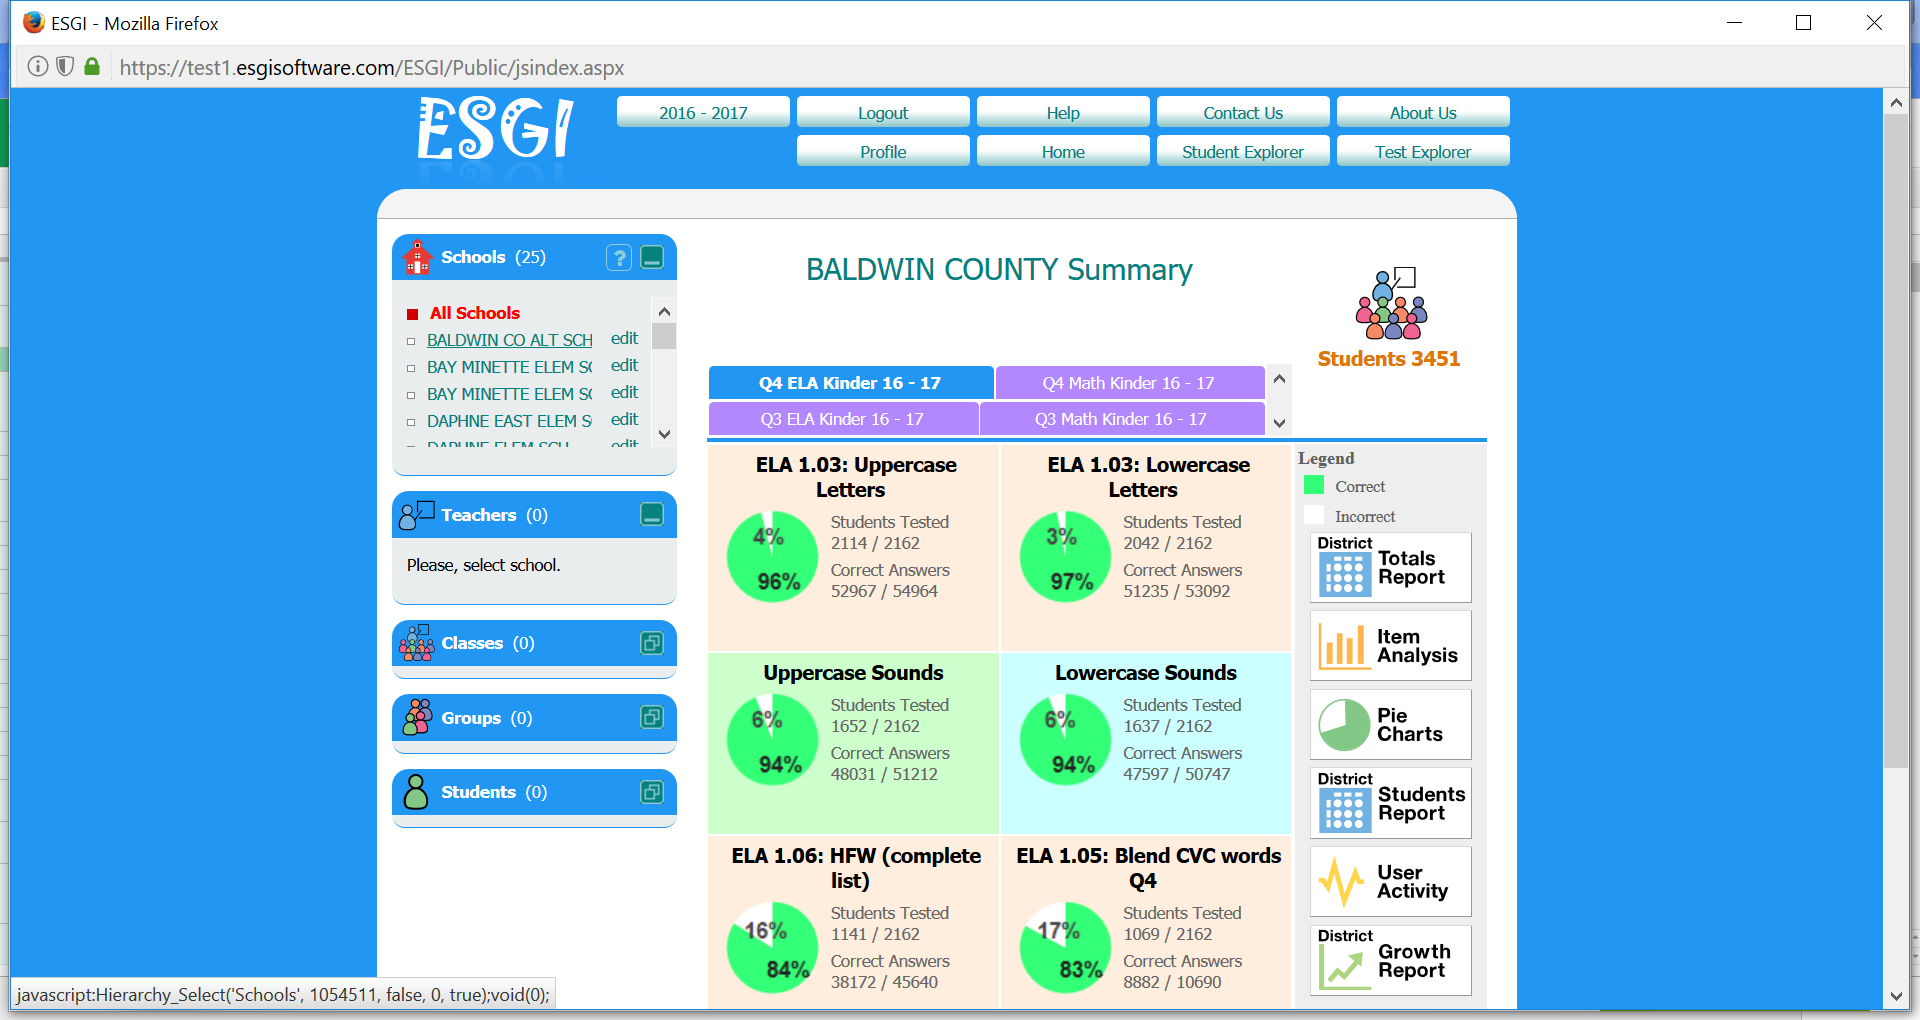 ESGI - Mozilla Firefox
https://test1.esgisoftware.com/ESGI/Public/jsindex.aspx
ESGI
2016 - 2017
Logout
Help
Contact Us
About Us
Profile
Home
Student Explorer
Test Explorer
Schools (25)
?
All Schools
BALDWIN CO ALT SCH edit
BAY MINETTE ELEM SC edit
BAY MINETTE ELEM SC edit
DAPHNE EAST ELEM SC edit
DAPHNE ELEM SCH edit
Teachers (0)
Please, select school.
Classes (0)
Groups (0)
Students (0)
BALDWIN COUNTY Summary
Students 3451
Q4 ELA Kinder 16 - 17
Q4 Math Kinder 16 - 17
Q3 ELA Kinder 16 - 17
Q3 Math Kinder 16 - 17
ELA 1.03: Uppercase
Letters
4%
96%
Students Tested
2114 / 2162
Correct Answers
52967 / 54964
ELA 1.03: Lowercase
Letters
3%
97%
Students Tested
2042 / 2162
Correct Answers
51235 / 53092
Uppercase Sounds
6%
94%
Students Tested
1652 / 2162
Correct Answers
48031 / 51212
Lowercase Sounds
6%
94%
Students Tested
1637 / 2162
Correct Answers
47597 / 50747
ELA 1.06: HFW (complete
list)
16%
84%
Students Tested
1141 / 2162
Correct Answers
38172 / 45640
ELA 1.05: Blend CVC words
Q4
17%
83%
Students Tested
1069 / 2162
Correct Answers
8882 / 10690
Legend
Correct
Incorrect
District
Totals
Report
Item
Analysis
Pie
Charts
District
Students
Report
User
Activity
District
Growth
Report
javascript:Hierarchy_Select('Schools', 1054511, false, 0, true);void(0);